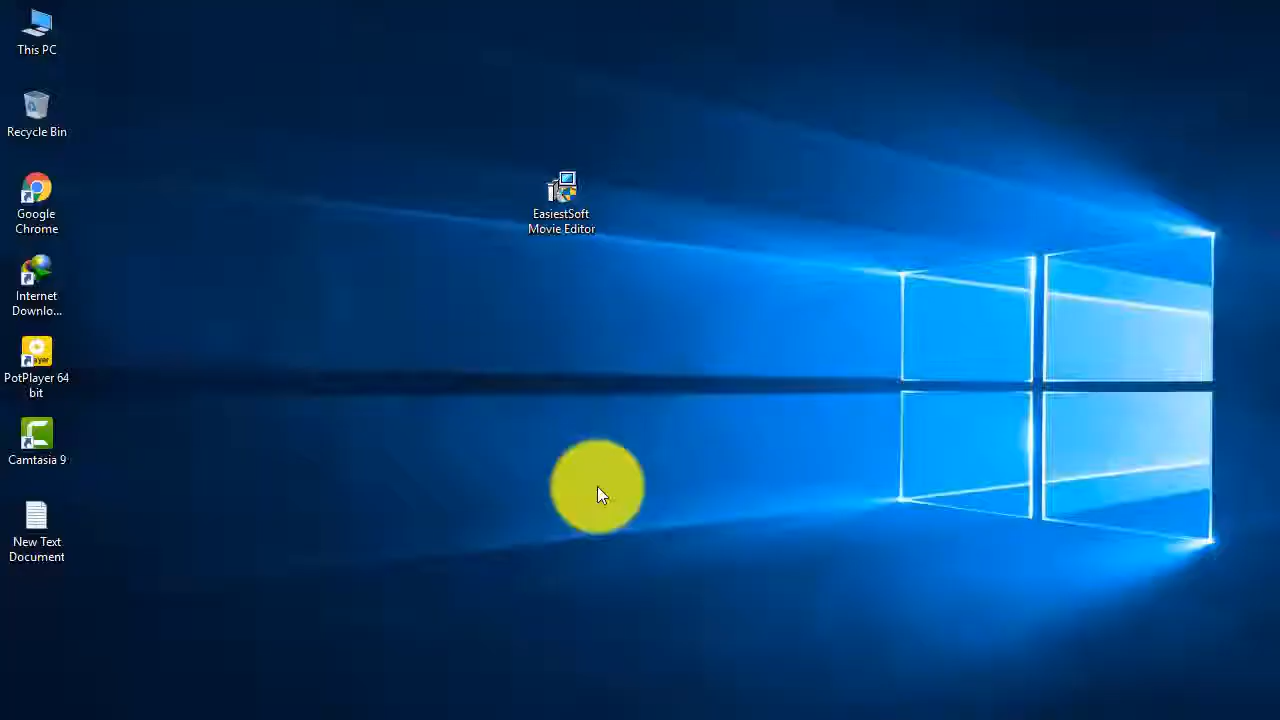 This PC
Recycle Bin
Google
Chrome
Internet
Downlo...
PotPlayer 64
bit
Camtasia 9
New Text
Document
EasiestSoft
Movie Editor